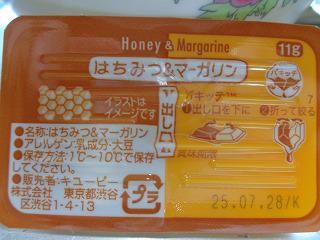 Honey & Margarine
11g
はちみつ&マーガリン
パキッテ
イラストは
イメージです
出し口
①出し口を下に ②折って絞る
●名称:はちみつ&マーガリン
●アレルゲン:乳成分・大豆
●保存方法:1℃〜10℃で保存
してください。
●販売者:キユーピー
株式会社 東京都渋谷
区渋谷1-4-13
プラ
賞味期限
25.07.28/K